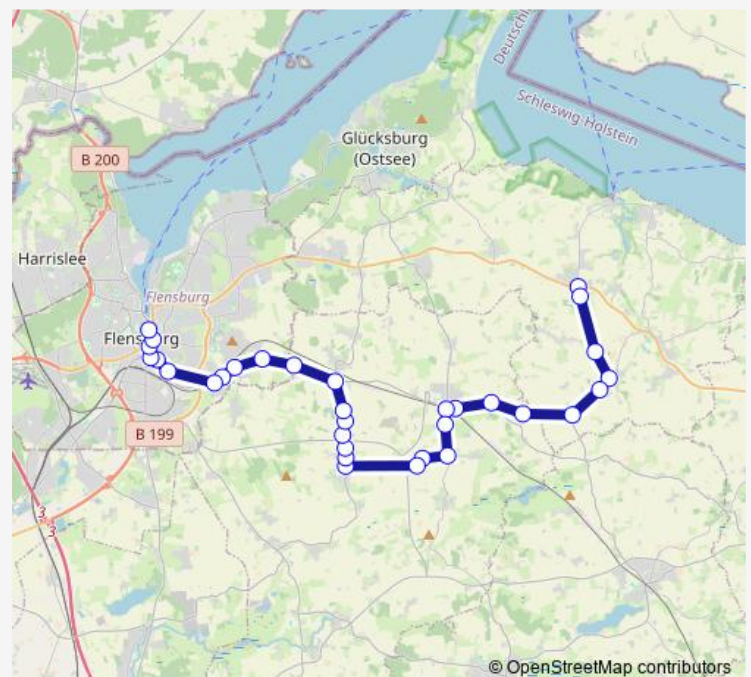 Deutschl
Schleswig-Holstein
Glücksburg
(Ostsee)
B 200
Harrislee
Flensburg
Flensburg
B 199
3
3
© OpenStreetMap contributors